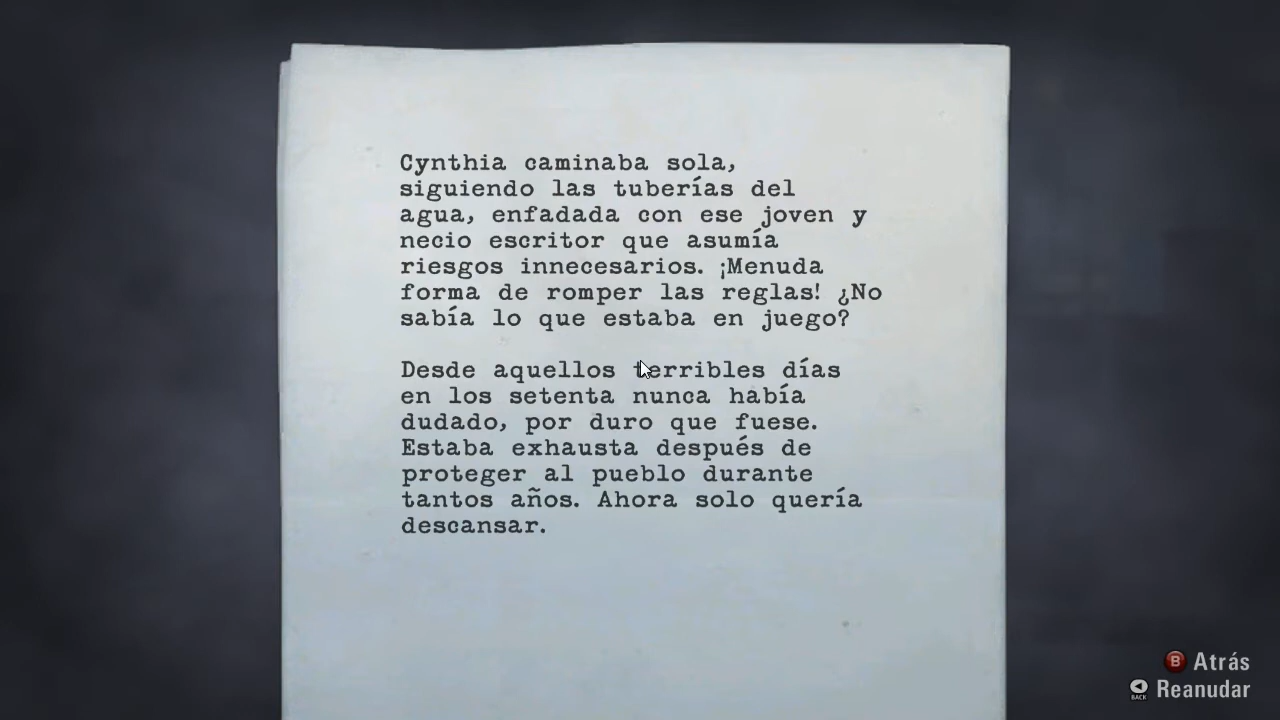 Cynthia caminaba sola,
siguiendo las tuberías del
agua, enfadada con ese joven y
necio escritor que asumía
riesgos innecesarios. ¡Menuda
forma de romper las reglas! ¿No
sabía lo que estaba en juego?
Desde aquellos terribles días
en los setenta nunca había
dudado, por duro que fuese.
Estaba exhausta después de
proteger al pueblo durante
tantos años. Ahora solo quería
descansar.
B Atrás
BACK Reanudar